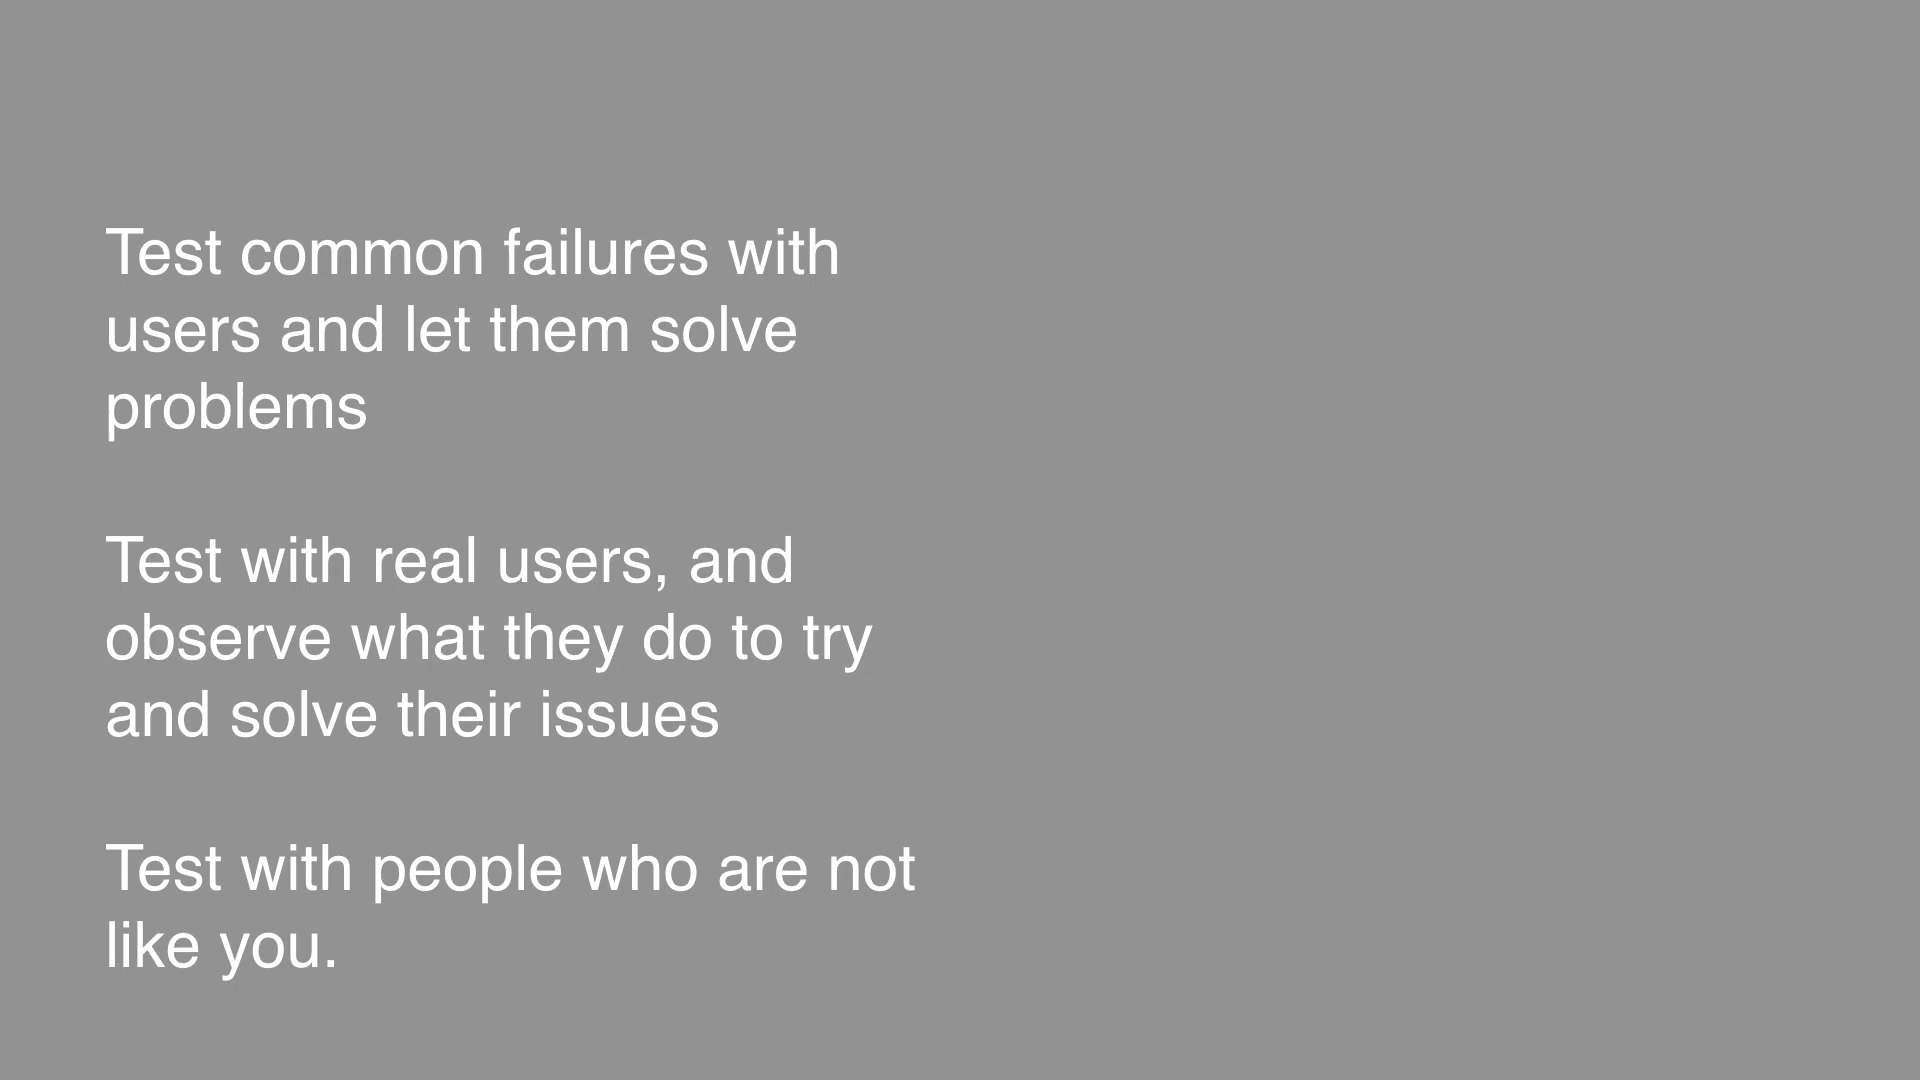 Test common failures with
users and let them solve
problems
Test with real users, and
observe what they do to try
and solve their issues
Test with people who are not
like you.